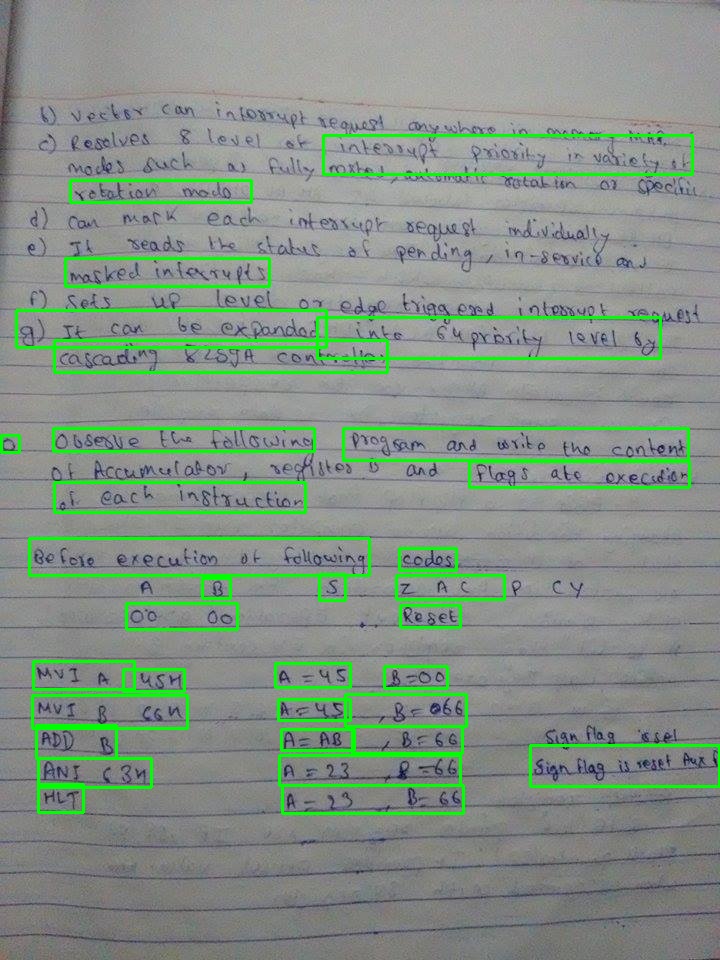 b) Vector can interrupt request anywhere in memory
c) Resolves 8 level of interrupt priority in variety of
modes such as fully nsted, automatic rotation or specific
rotation mode
d) Can mask each interrupt request individually
e) It reads the status of pending, in-service and
masked interrupts
f) Sets up level or edge triggered interrupt request
g) It can be expanded into 64 priority level by
cascading 8259A controller
Observe the following program and write the content
of Accumulator, register B and flags ate execution
of each instruction
Before execution of following codes
A B S Z AC P CY
00 00 Reset
MVI A 45H A = 45 B=00
MVI B 66H A= 45 , B= 66
ADD B A= AB , B= 66 Sign flag is set
ANI 63H A = 23 , B =66 Sign flag is reset Aux f
HLT A = 23 , B= 66